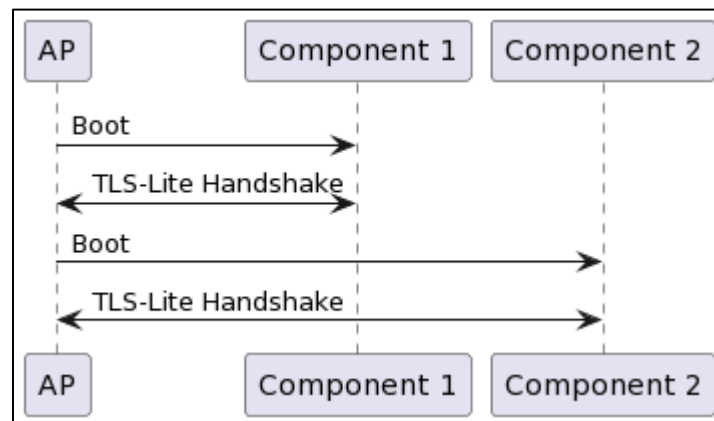 AP Component 1 Component 2
Boot
TLS-Lite Handshake
Boot
TLS-Lite Handshake
AP Component 1 Component 2